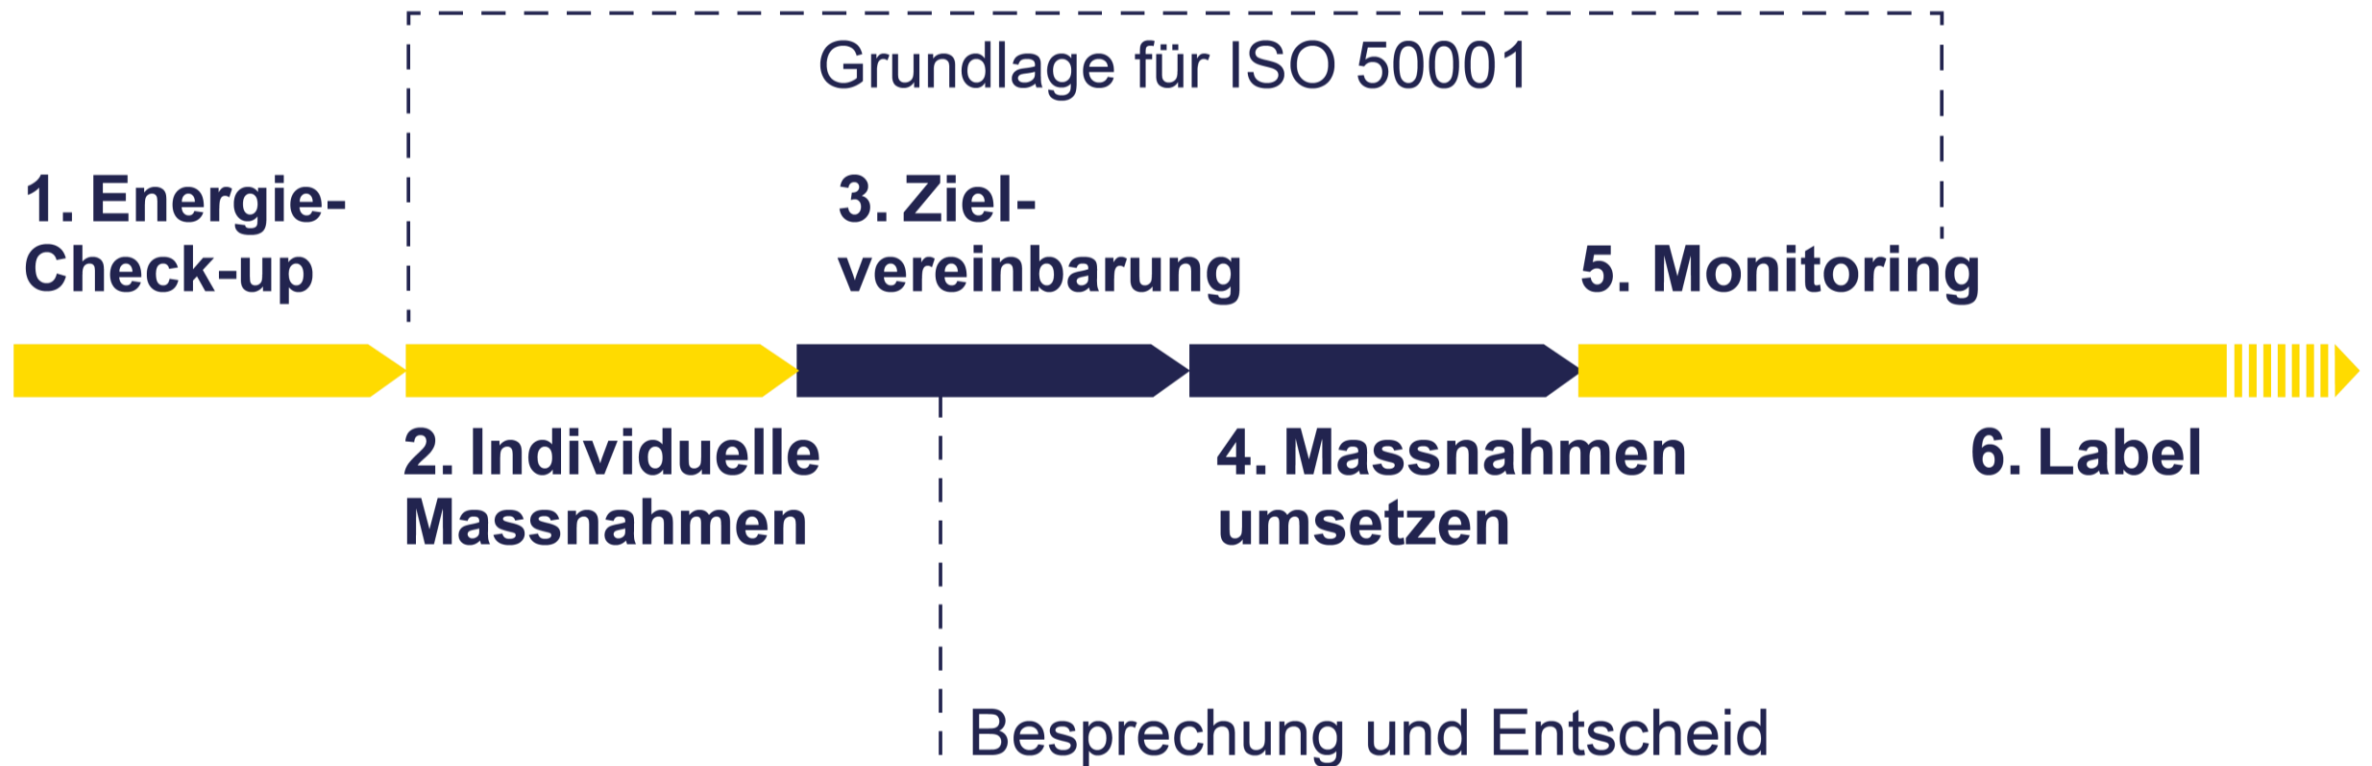 Grundlage für ISO 50001
1. Energie-
Check-up
3. Ziel-
vereinbarung
5. Monitoring
2. Individuelle
Massnahmen
4. Massnahmen
umsetzen
6. Label
Besprechung und Entscheid